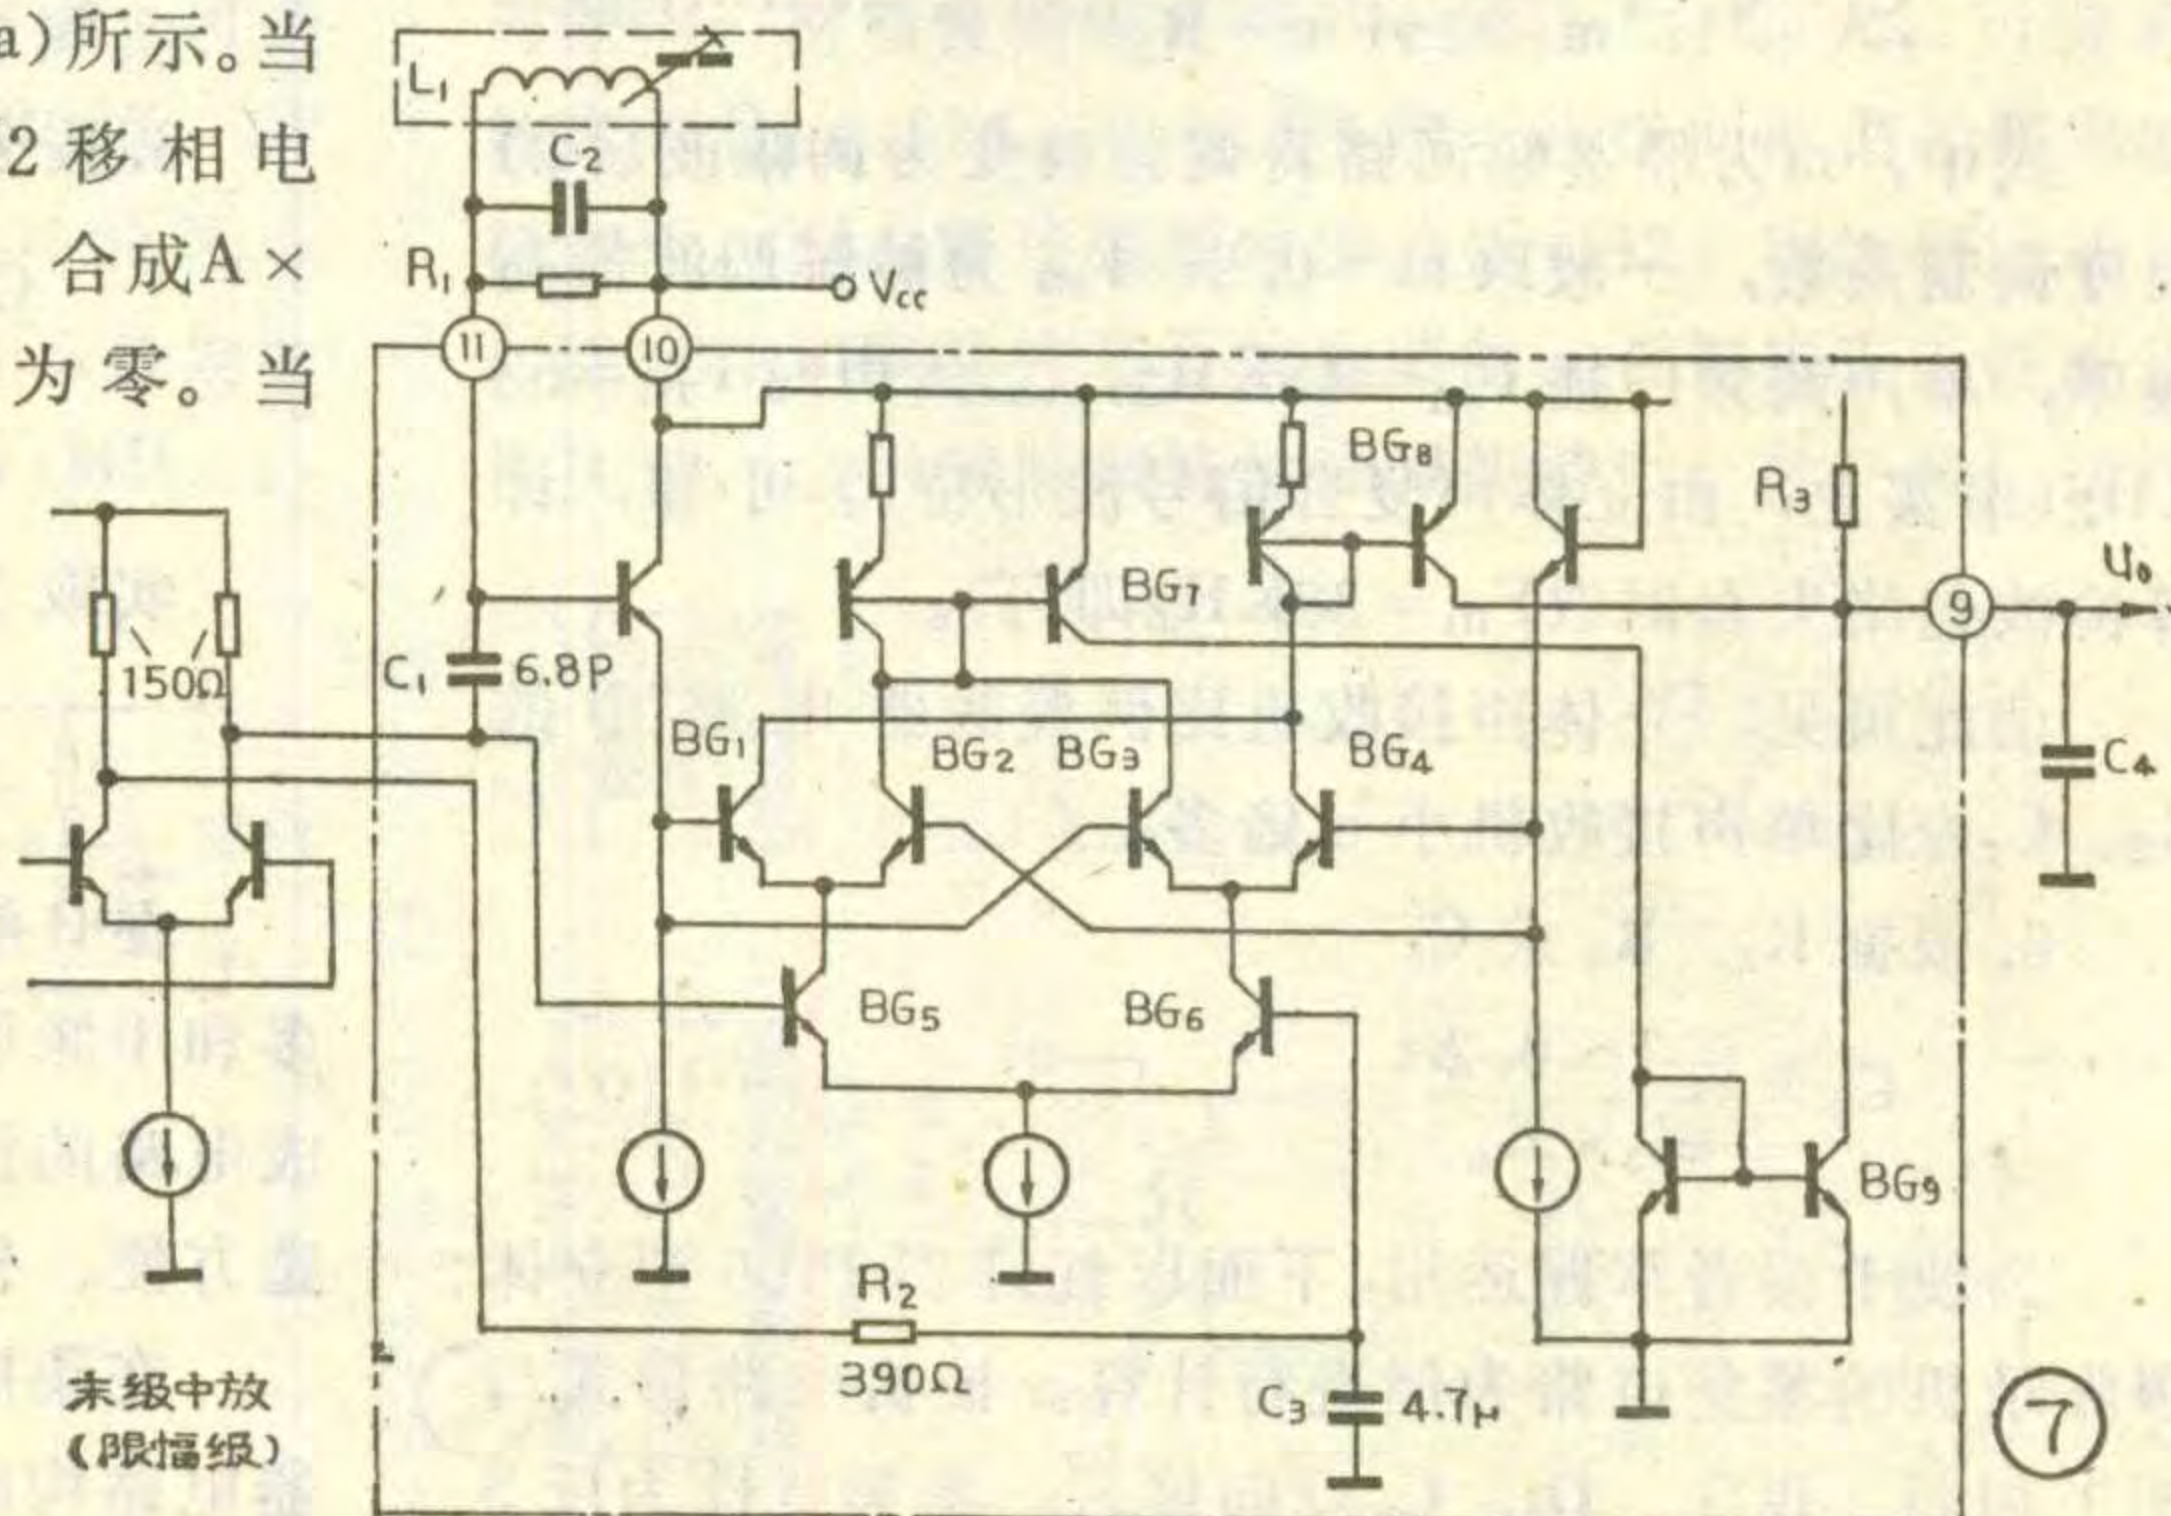 a)所示。当
2移相电
合成A×
为零。当
L₁
C₂
R₁
Vcc
11
10
BG₈
R₃
U₀
9
BG₇
150Ω
C₁
6.8P
BG₁
BG₂
BG₃
BG₄
C₄
BG₅
BG₆
BG₉
R₂
390Ω
C₃
4.7μ
末级中放
(限幅级)
7